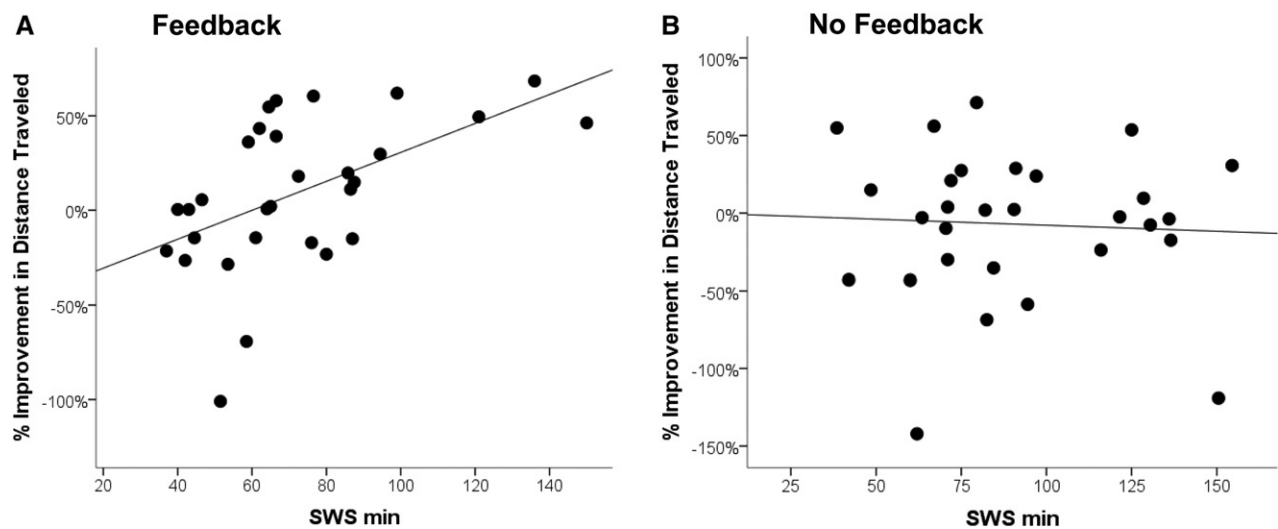 A Feedback
% Improvement in Distance Traveled
50%
0%
-50%
-100%
20 40 60 80 100 120 140
SWS min
B No Feedback
% Improvement in Distance Traveled
100%
50%
0%
-50%
-100%
-150%
25 50 75 100 125 150
SWS min